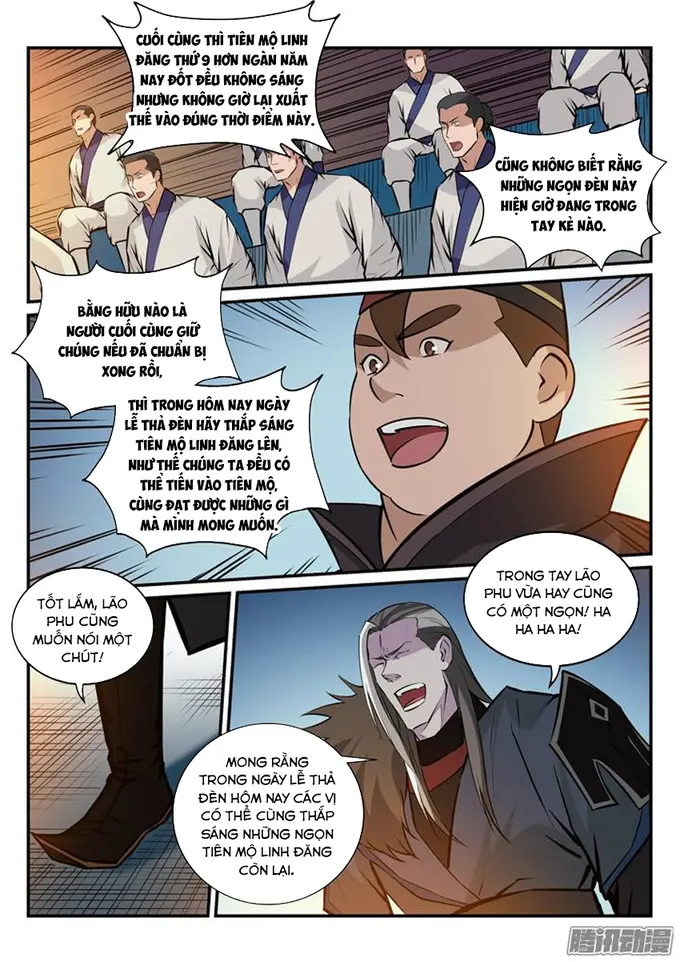 CUỐI CÙNG THÌ TIÊN MỘ LINH
ĐĂNG THỨ 9 HƠN NGÀN NĂM
NAY ĐỐT ĐỀU KHÔNG SÁNG
NHƯNG KHÔNG GIỜ LẠI XUẤT
THẾ VÀO ĐÚNG THỜI ĐIỂM NÀY.
CŨNG KHÔNG BIẾT RẰNG
NHỮNG NGỌN ĐÈN NÀY
HIỆN GIỜ ĐANG TRONG
TAY KẺ NÀO.
BẰNG HỮU NÀO LÀ
NGƯỜI CUỐI CÙNG GIỮ
CHÚNG NẾU ĐÃ CHUẨN BỊ
XONG RỒI,
THÌ TRONG HÔM NAY NGÀY
LỄ THẢ ĐÈN HÃY THẮP SÁNG
TIÊN MỘ LINH ĐĂNG LÊN,
NHƯ THẾ CHÚNG TA ĐỀU CÓ
THỂ TIẾN VÀO TIÊN MỘ,
CÙNG ĐẠT ĐƯỢC NHỮNG GÌ
MÀ MÌNH MONG MUỐN.
TỐT LẮM, LÃO
PHU CŨNG
MUỐN NÓI MỘT
CHÚT!
TRONG TAY LÃO
PHU VỪA HAY CŨNG
CÓ MỘT NGỌN! HA
HA HA HA!
MONG RẰNG
TRONG NGÀY LỄ THẢ
ĐÈN HÔM NAY CÁC VỊ
CÓ THỂ CÙNG THẮP
SÁNG NHỮNG NGỌN
TIÊN MỘ LINH ĐĂNG
CÒN LẠI.
腾讯动漫